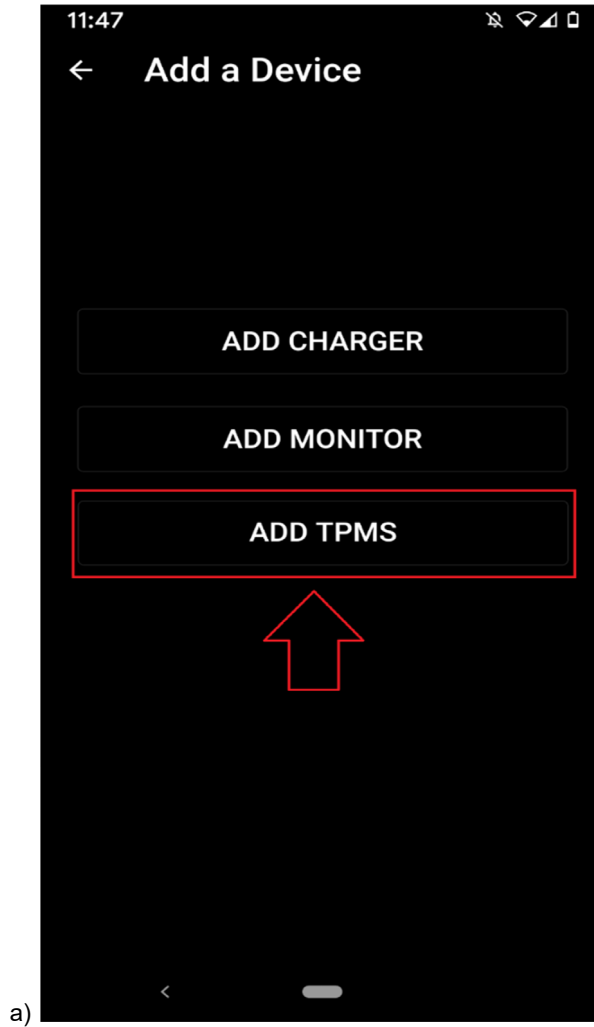 11:47
Add a Device
ADD CHARGER
ADD MONITOR
ADD TPMS
a)